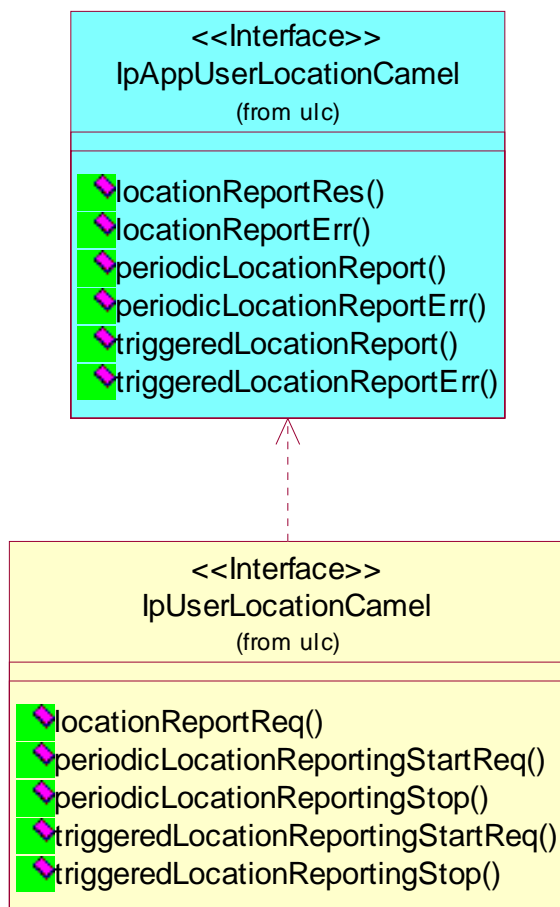 <<Interface>>
IpAppUserLocationCamel
(from ulc)
locationReportRes()
locationReportErr()
periodicLocationReport()
periodicLocationReportErr()
triggeredLocationReport()
triggeredLocationReportErr()
<<Interface>>
IpUserLocationCamel
(from ulc)
locationReportReq()
periodicLocationReportingStartReq()
periodicLocationReportingStop()
triggeredLocationReportingStartReq()
triggeredLocationReportingStop()